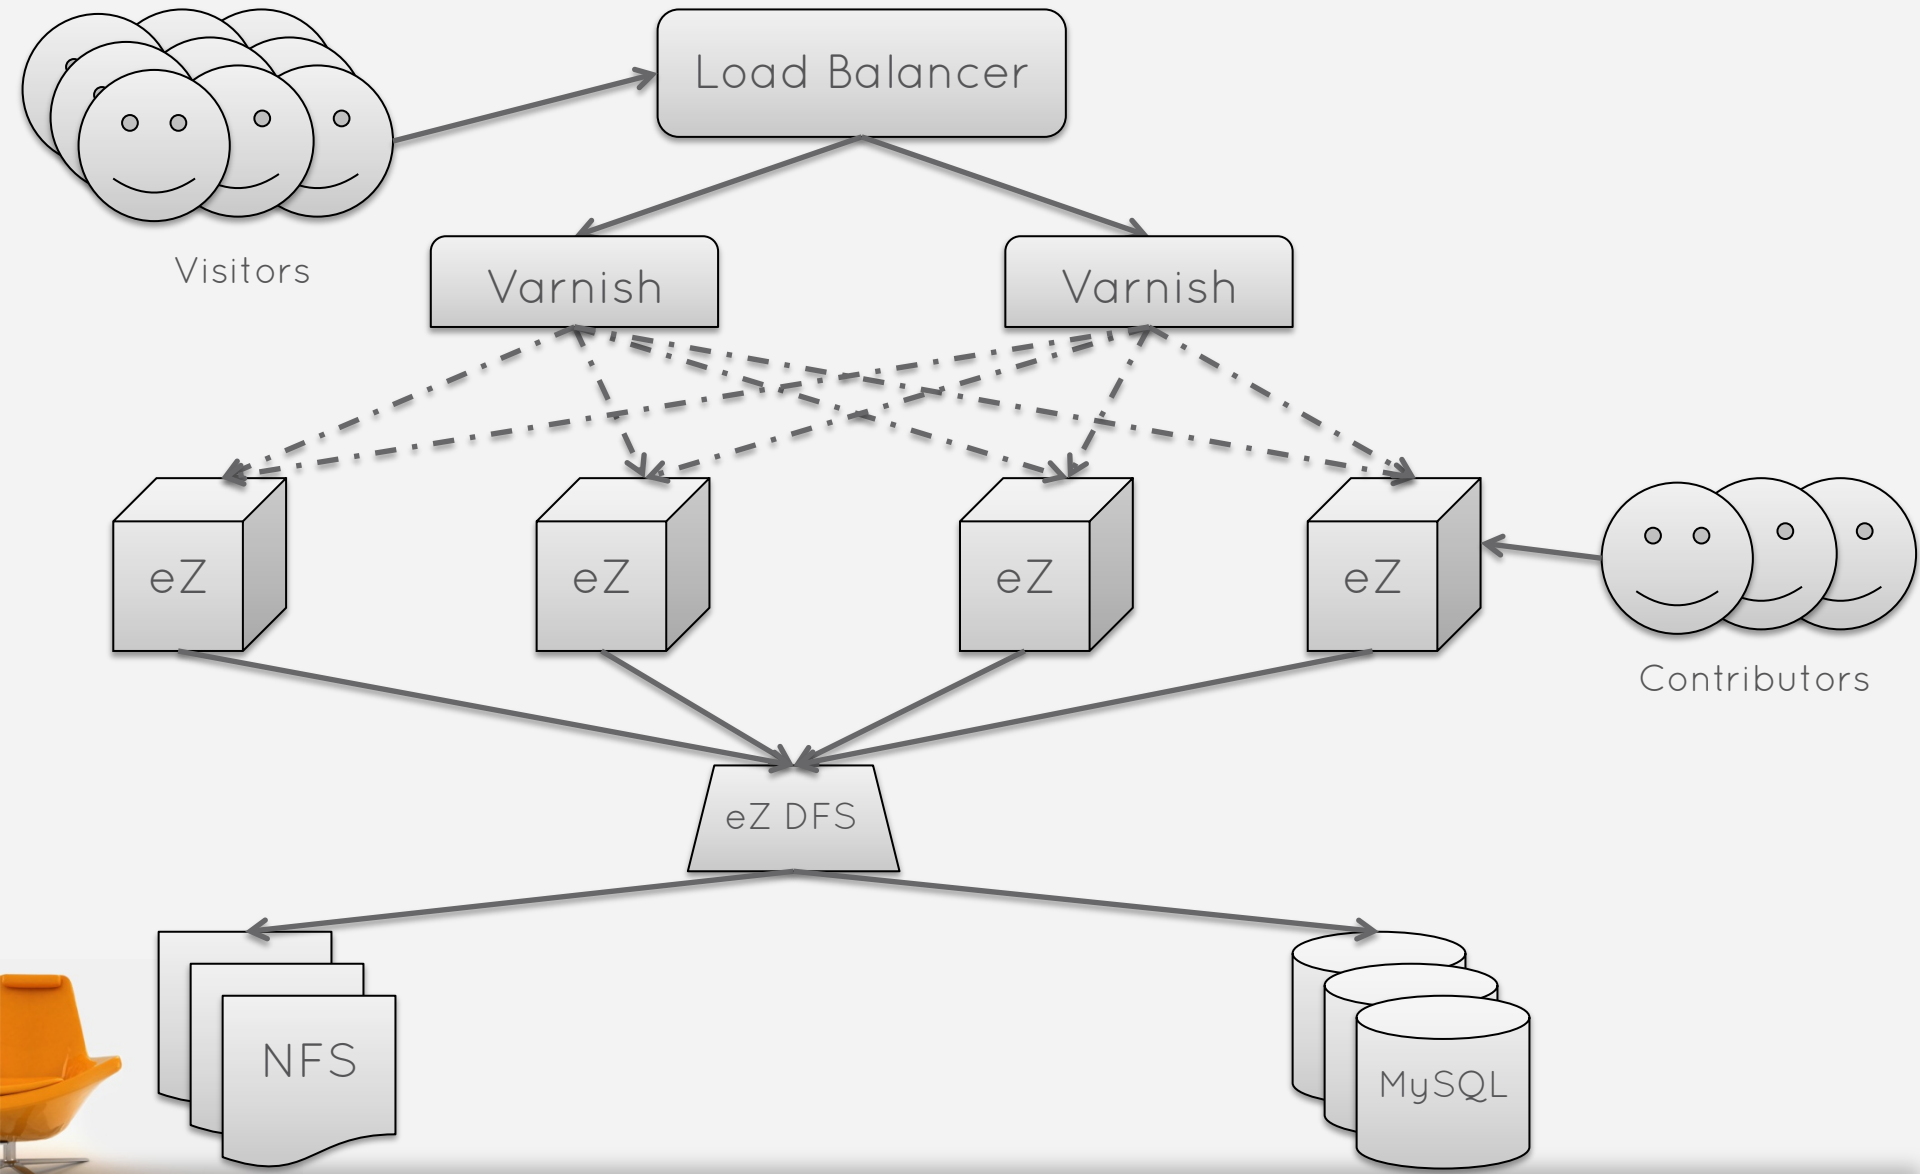 Load Balancer
Visitors
Varnish
Varnish
eZ
eZ
eZ
eZ
Contributors
eZ DFS
NFS
MySQL